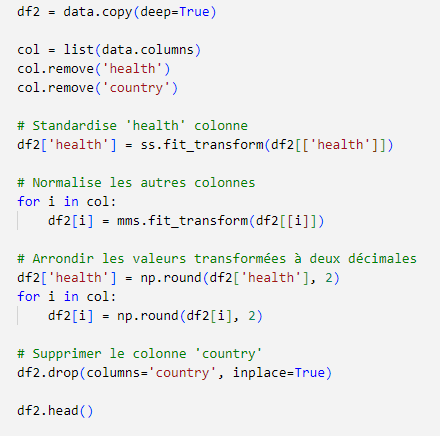 df2 = data.copy(deep=True)
col = list(data.columns)
col.remove('health')
col.remove('country')
# Standardise 'health' colonne
df2['health'] = ss.fit_transform(df2[['health']])
# Normalise les autres colonnes
for i in col:
    df2[i] = mms.fit_transform(df2[[i]])
# Arrondir les valeurs transformées à deux décimales
df2['health'] = np.round(df2['health'], 2)
for i in col:
    df2[i] = np.round(df2[i], 2)
# Supprimer le colonne 'country'
df2.drop(columns='country', inplace=True)
df2.head()